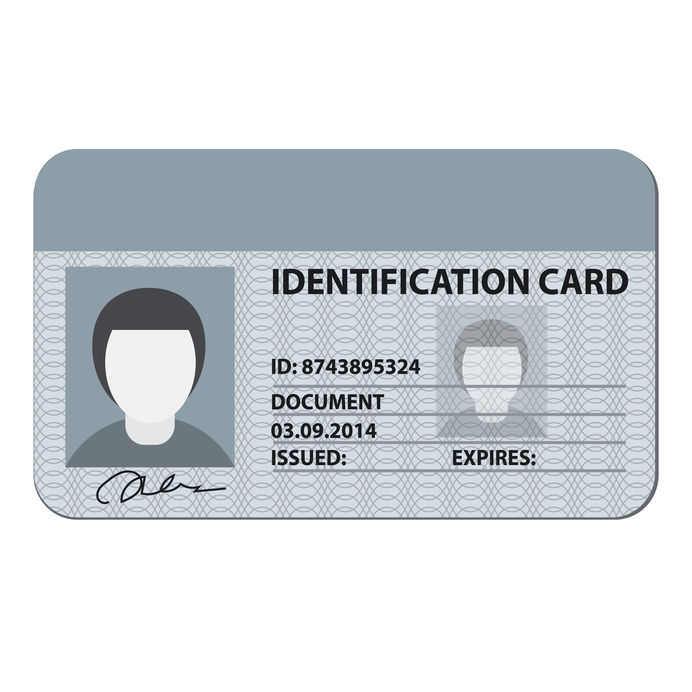 IDENTIFICATION CARD
ID: 8743895324
DOCUMENT
03.09.2014
ISSUED: EXPIRES: